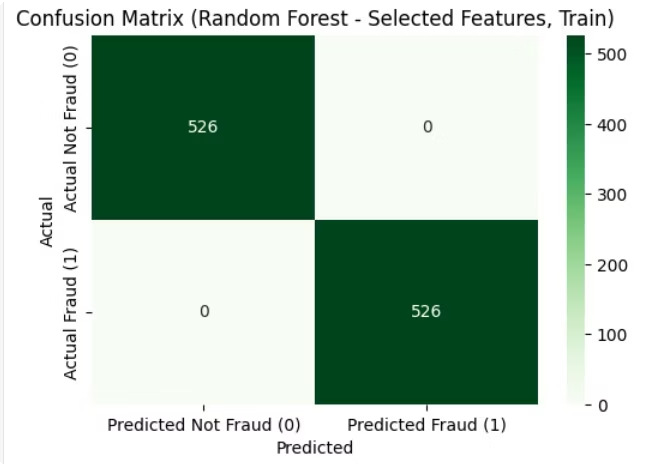 Confusion Matrix (Random Forest - Selected Features, Train)
Actual
Actual Not Fraud (0)
Actual Fraud (1)
526
0
0
526
Predicted Not Fraud (0)
Predicted Fraud (1)
Predicted
500
400
300
200
100
0